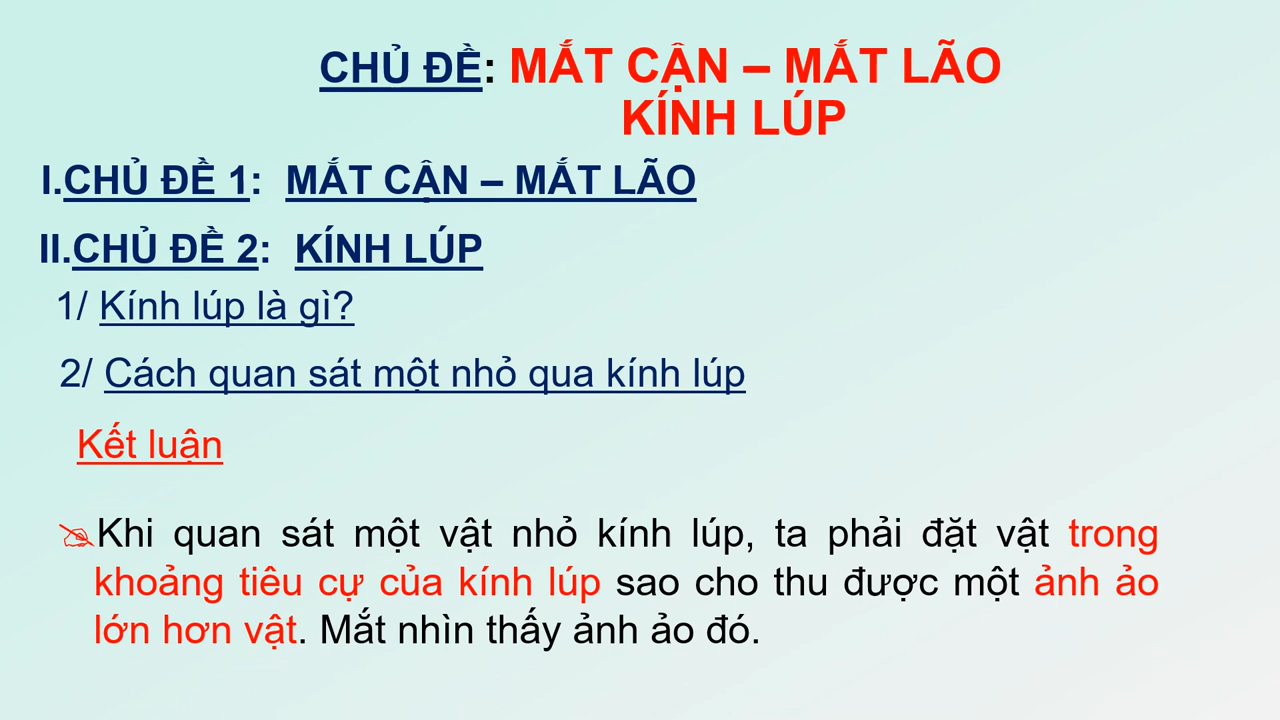 CHỦ ĐỀ: MẮT CẬN – MẮT LÃO
KÍNH LÚP
I.CHỦ ĐỀ 1: MẮT CẬN – MẮT LÃO
II.CHỦ ĐỀ 2: KÍNH LÚP
1/ Kính lúp là gì?
2/ Cách quan sát một nhỏ qua kính lúp
Kết luận
Khi quan sát một vật nhỏ kính lúp, ta phải đặt vật trong
khoảng tiêu cự của kính lúp sao cho thu được một ảnh ảo
lớn hơn vật. Mắt nhìn thấy ảnh ảo đó.